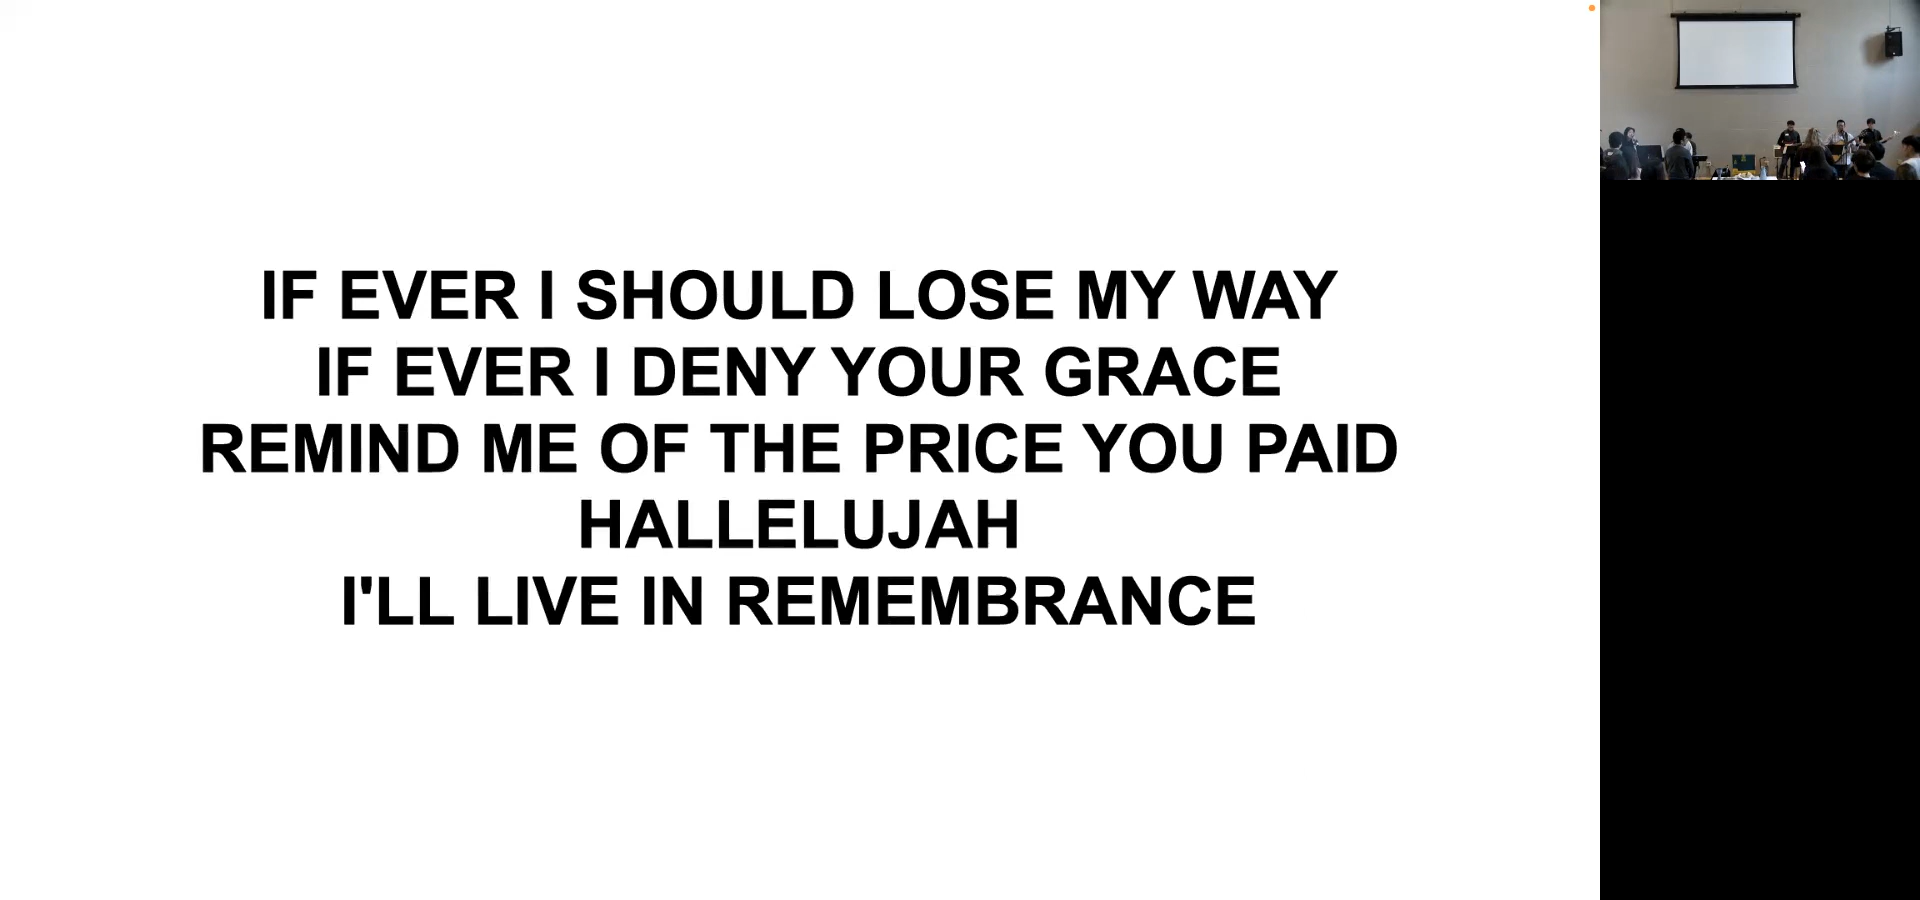 IF EVER I SHOULD LOSE MY WAY
IF EVER I DENY YOUR GRACE
REMIND ME OF THE PRICE YOU PAID
HALLELUJAH
I'LL LIVE IN REMEMBRANCE